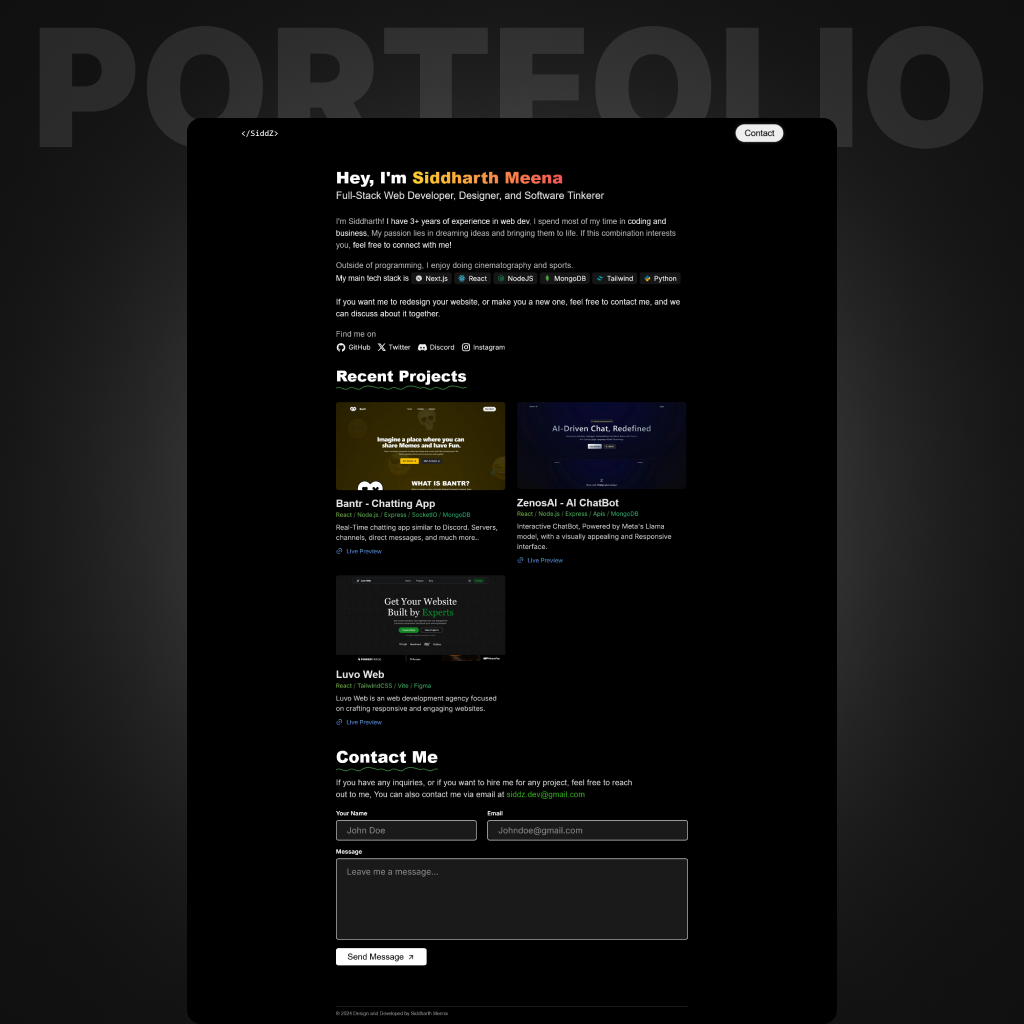 PORTFOLIO
</SiddZ>
Contact
Hey, I'm Siddharth Meena
Full-Stack Web Developer, Designer, and Software Tinkerer
I'm Siddharth! I have 3+ years of experience in web dev, I spend most of my time in coding and
business, My passion lies in dreaming ideas and bringing them to life. If this combination interests
you, feel free to connect with me!
Outside of programming, I enjoy doing cinematography and sports.
My main tech stack is Next.js React NodeJS MongoDB Tailwind Python
If you want me to redesign your website, or make you a new one, feel free to contact me, and we
can discuss about it together.
Find me on
GitHub Twitter Discord Instagram
Recent Projects
Imagine a place where you can
share Memes and have Fun.
WHAT IS BANTR?
Bantr - Chatting App
React / Node.js / Express / SocketIO / MongoDB
Real-Time chatting app similar to Discord. Servers,
channels, direct messages, and much more..
Live Preview
AI-Driven Chat, Redefined
ZenosAI - AI ChatBot
React / Node.js / Express / Apis / MongoDB
Interactive ChatBot, Powered by Meta's Llama
model, with a visually appealing and Responsive
interface.
Live Preview
Get Your Website
Built by Experts
Luvo Web
React / TailwindCSS / Vite / Figma
Luvo Web is an web development agency focused
on crafting responsive and engaging websites.
Live Preview
Contact Me
If you have any inquiries, or if you want to hire me for any project, feel free to reach
out to me, You can also contact me via email at siddz.dev@gmail.com
Your Name
Email
John Doe
Johndoe@gmail.com
Message
Leave me a message...
Send Message
© 2024 Design and Developed by Siddharth Meena